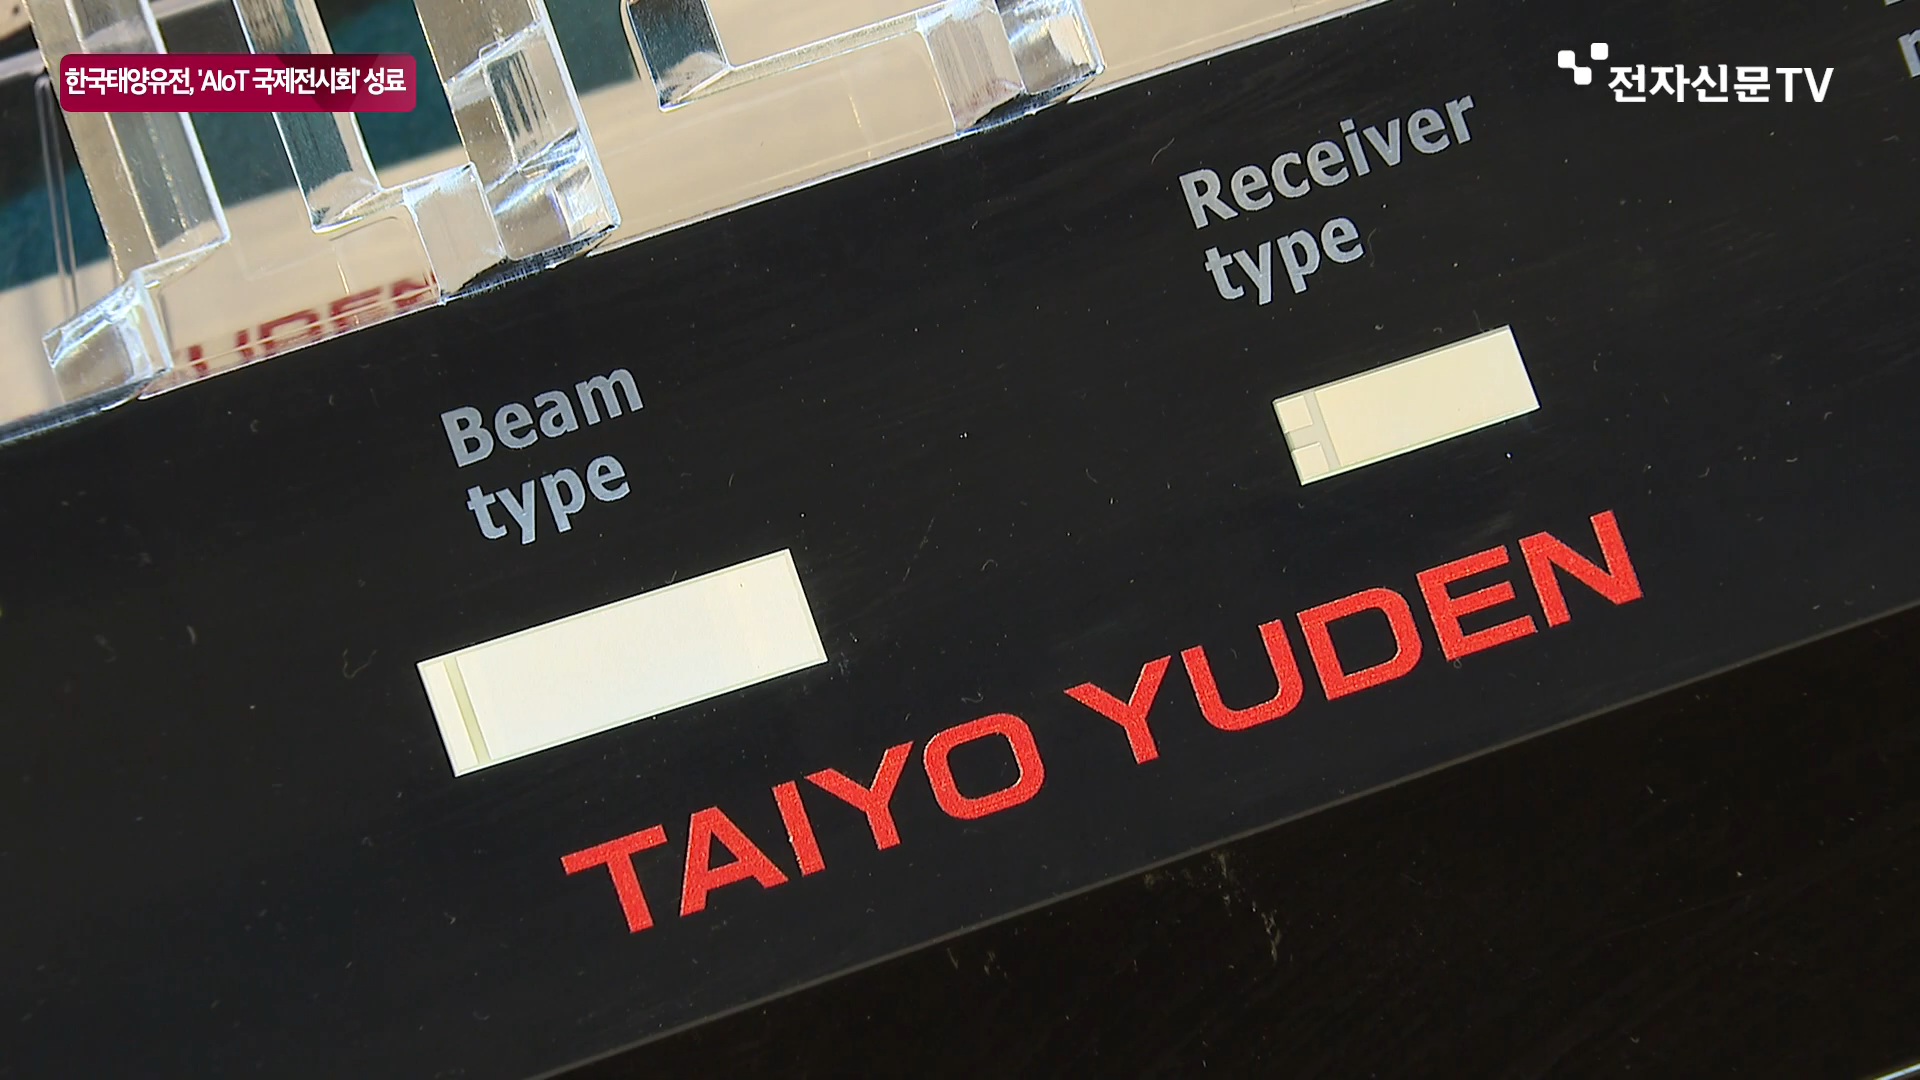 한국태양유전, 'AIoT 국제전시회' 성료
전자신문TV
Receiver
type
Beam
type
TAIYO YUDEN
UDEN